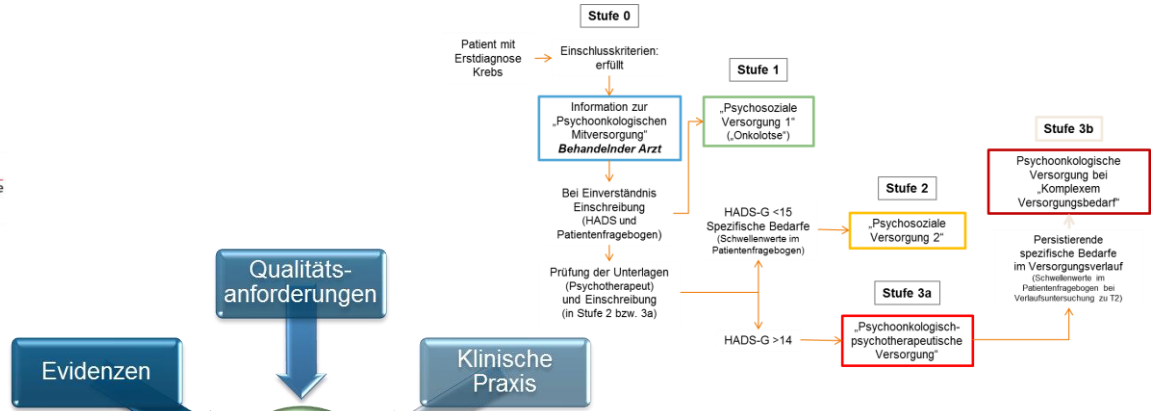 Stufe 0
Patient mit
Erstdiagnose
Krebs
Einschlusskriterien:
erfüllt
Information zur
„Psychoonkologischen
Mitversorgung“
Behandelnder Arzt
Stufe 1
„Psychosoziale
Versorgung 1“
(„Onkolotse“)
Bei Einverständnis
Einschreibung
(HADS und
Patientenfragebogen)
Prüfung der Unterlagen
(Psychotherapeut)
und Einschreibung
(in Stufe 2 bzw. 3a)
HADS-G <15
Spezifische Bedarfe
(Schwellenwerte im
Patientenfragebogen)
Stufe 2
„Psychosoziale
Versorgung 2“
HADS-G >14
Stufe 3a
„Psychoonkologisch-
psychotherapeutische
Versorgung“
Stufe 3b
Psychoonkologische
Versorgung bei
„Komplexem
Versorgungsbedarf“
Persistierende
spezifische Bedarfe
im Versorgungsverlauf
(Schwellenwerte im
Patientenfragebogen bei
Verlaufsuntersuchung zu T2)
Qualitäts-
anforderungen
Evidenzen
Klinische
Praxis